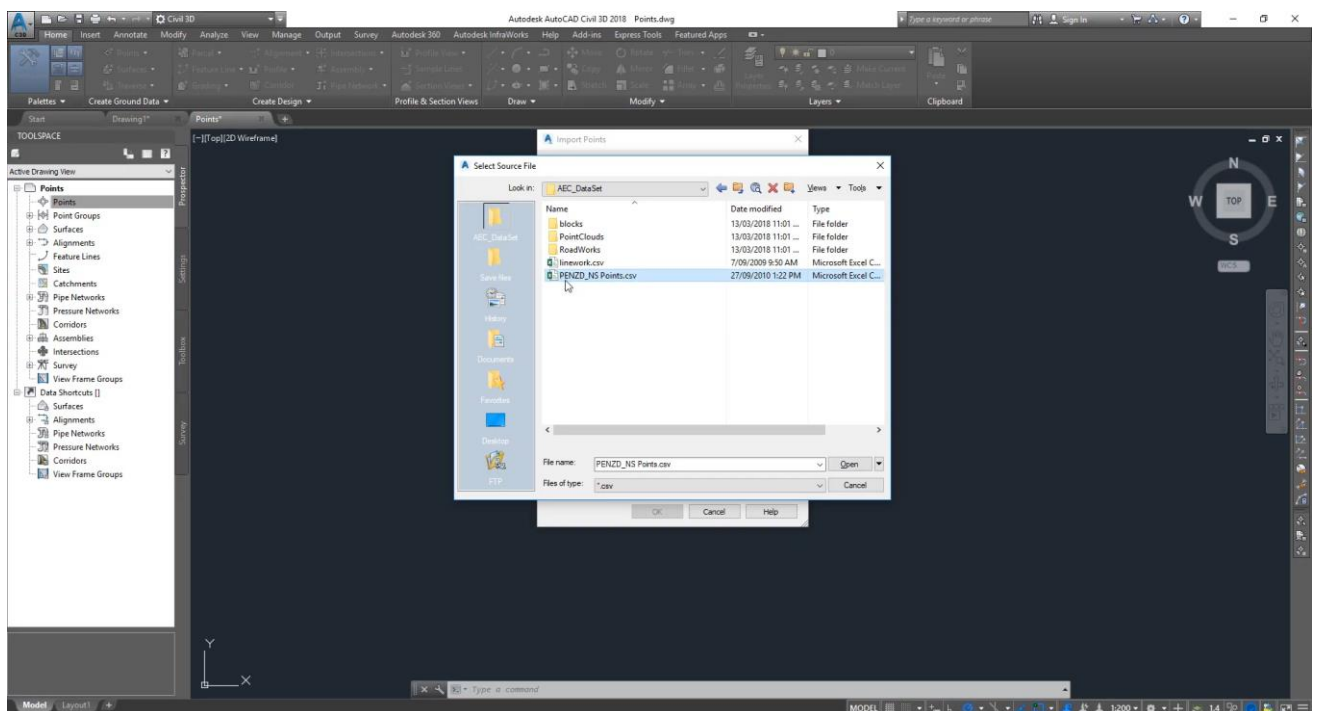 Civil 3D
Autodesk AutoCAD Civil 3D 2018 Points.dwg
Type a keyword or phrase
Sign In
C3D
Home Insert Annotate Modify Analyze View Manage Output Survey Autodesk 360 Autodesk InfraWorks Help Add-ins Express Tools Featured Apps
Palettes Create Ground Data Create Design Profile & Section Views Draw Modify Layers Clipboard
Start Drawing1* Points*
TOOLSPACE
[-][Top][2D Wireframe]
Active Drawing View
Points
Points
Point Groups
Surfaces
Alignments
Feature Lines
Sites
Catchments
Pipe Networks
Pressure Networks
Corridors
Assemblies
Intersections
Survey
View Frame Groups
Data Shortcuts []
Surfaces
Alignments
Pipe Networks
Pressure Networks
Corridors
View Frame Groups
Prospector
Settings
Toolbox
Survey
Import Points
Select Source File
Look in: AEC_DataSet Views Tools
Name Date modified Type
blocks 13/03/2018 11:01 ... File folder
PointClouds 13/03/2018 11:01 ... File folder
RoadWorks 13/03/2018 11:01 ... File folder
linework.csv 7/09/2009 9:50 AM Microsoft Excel C...
PENZD_NS Points.csv 27/09/2010 1:22 PM Microsoft Excel C...
AEC_DataSet
History
Documents
Favorites
Desktop
FTP
File name: PENZD_NS Points.csv Open
Files of type: *.csv Cancel
OK Cancel Help
N
W TOP E
S
WCS
Y
X
Type a command
Model Layout1 +
MODEL 1:200 1.4